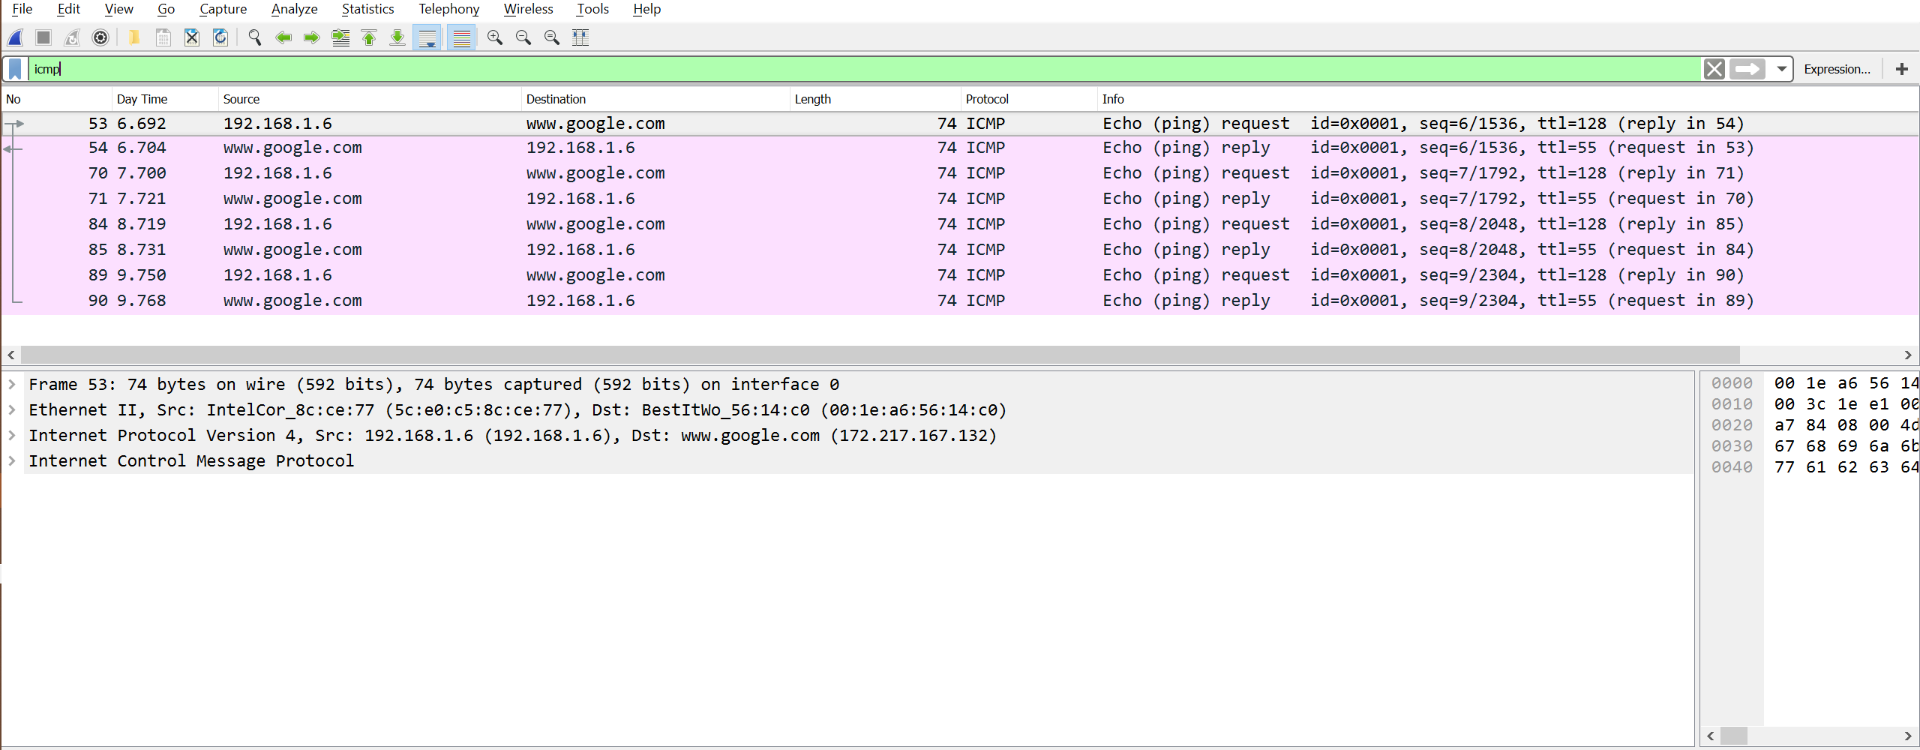 File Edit View Go Capture Analyze Statistics Telephony Wireless Tools Help
icmp Expression... +
No Day Time Source Destination Length Protocol Info
53 6.692 192.168.1.6 www.google.com 74 ICMP Echo (ping) request id=0x0001, seq=6/1536, ttl=128 (reply in 54)
54 6.704 www.google.com 192.168.1.6 74 ICMP Echo (ping) reply id=0x0001, seq=6/1536, ttl=55 (request in 53)
70 7.700 192.168.1.6 www.google.com 74 ICMP Echo (ping) request id=0x0001, seq=7/1792, ttl=128 (reply in 71)
71 7.721 www.google.com 192.168.1.6 74 ICMP Echo (ping) reply id=0x0001, seq=7/1792, ttl=55 (request in 70)
84 8.719 192.168.1.6 www.google.com 74 ICMP Echo (ping) request id=0x0001, seq=8/2048, ttl=128 (reply in 85)
85 8.731 www.google.com 192.168.1.6 74 ICMP Echo (ping) reply id=0x0001, seq=8/2048, ttl=55 (request in 84)
89 9.750 192.168.1.6 www.google.com 74 ICMP Echo (ping) request id=0x0001, seq=9/2304, ttl=128 (reply in 90)
90 9.768 www.google.com 192.168.1.6 74 ICMP Echo (ping) reply id=0x0001, seq=9/2304, ttl=55 (request in 89)
Frame 53: 74 bytes on wire (592 bits), 74 bytes captured (592 bits) on interface 0
Ethernet II, Src: IntelCor_8c:ce:77 (5c:e0:c5:8c:ce:77), Dst: BestItWo_56:14:c0 (00:1e:a6:56:14:c0)
Internet Protocol Version 4, Src: 192.168.1.6 (192.168.1.6), Dst: www.google.com (172.217.167.132)
Internet Control Message Protocol
0000 00 1e a6 56 14
0010 00 3c 1e e1 00
0020 a7 84 08 00 4d
0030 67 68 69 6a 6b
0040 77 61 62 63 64